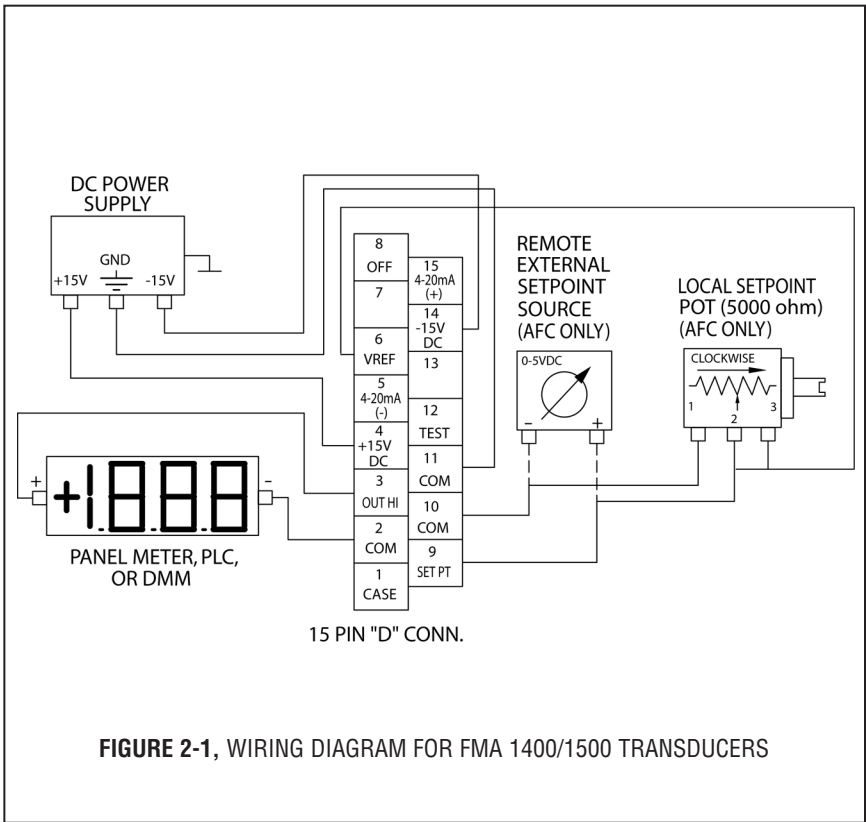 DC POWER
SUPPLY
+15V
GND
-15V
+
+1.8.8.8
-
PANEL METER, PLC,
OR DMM
8
OFF
7
6
VREF
5
4-20mA
(-)
4
+15V
DC
3
OUT HI
2
COM
1
CASE
15
4-20mA
(+)
14
-15V
DC
13
12
TEST
11
COM
10
COM
9
SET PT
15 PIN "D" CONN.
REMOTE
EXTERNAL
SETPOINT
SOURCE
(AFC ONLY)
0-5VDC
-
+
LOCAL SETPOINT
POT (5000 ohm)
(AFC ONLY)
CLOCKWISE
1
2
3
FIGURE 2-1, WIRING DIAGRAM FOR FMA 1400/1500 TRANSDUCERS